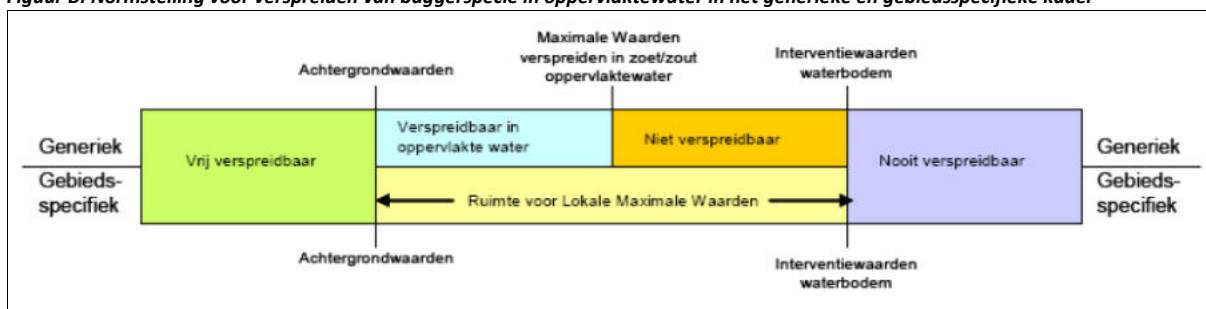 Figuur B: Normstelling voor verspreiden van baggerspecie in oppervlaktewater in het generieke en gebiedsspecifieke kader
Maximale Waarden
verspreiden in zoet/zout
oppervlaktewater
Achtergrondwaarden
Interventiewaarden
waterbodem
Generiek
Gebieds-
specifiek
Vrij verspreidbaar
Verspreidbaar in
oppervlakte water
Niet verspreidbaar
Ruimte voor Lokale Maximale Waarden
Nooit verspreidbaar
Generiek
Gebieds-
specifiek
Achtergrondwaarden
Interventiewaarden
waterbodem